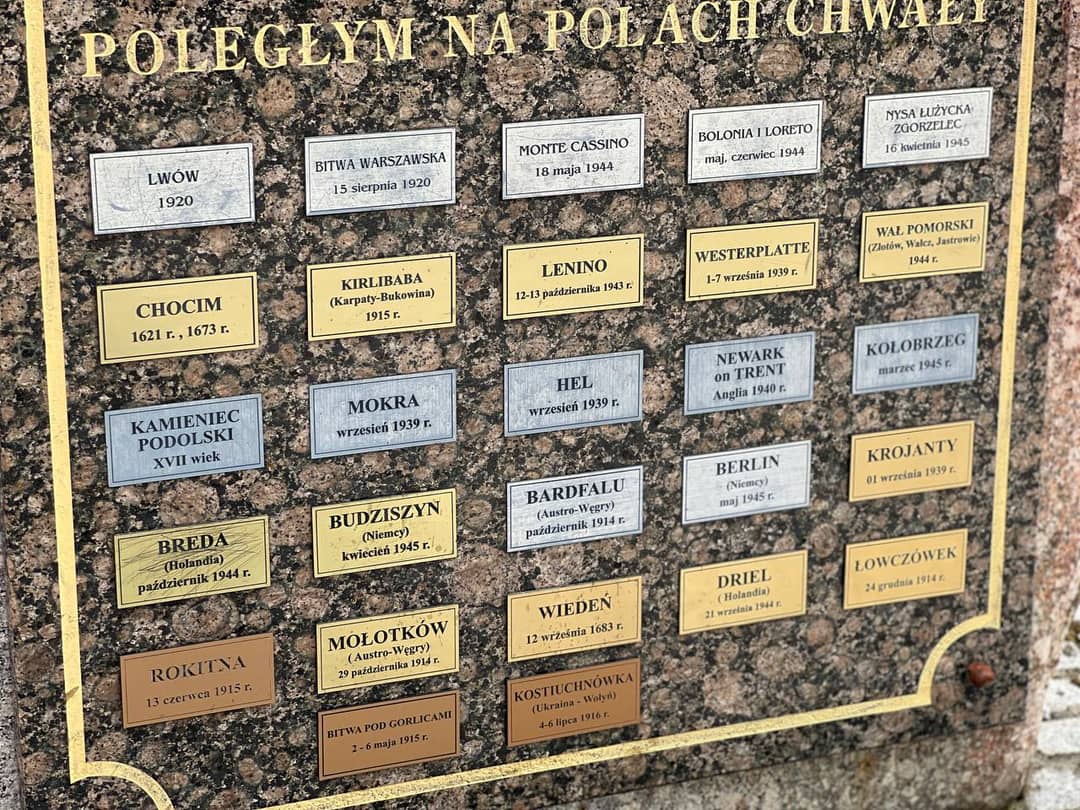 POLEGŁYM NA POLACH CHWAŁY
LWÓW
1920
BITWA WARSZAWSKA
15 sierpnia 1920
MONTE CASSINO
18 maja 1944
BOLONIA I LORETO
maj, czerwiec 1944
NYSA ŁUŻYCKA-
ZGORZELEC
16 kwietnia 1945
CHOCIM
1621 r. , 1673 r.
KIRLIBABA
(Karpaty-Bukowina)
1915 r.
LENINO
12-13 października 1943 r.
WESTERPLATTE
1-7 września 1939 r.
WAŁ POMORSKI
(Złotów, Wałcz, Jastrowie)
1944 r.
KAMIENIEC
PODOLSKI
XVII wiek
MOKRA
wrzesień 1939 r.
HEL
wrzesień 1939 r.
NEWARK
on TRENT
Anglia 1940 r.
KOŁOBRZEG
marzec 1945 r.
BREDA
(Holandia)
październik 1944 r.
BUDZISZYN
(Niemcy)
kwiecień 1945 r.
BARDFALU
(Austro-Węgry)
październik 1914 r.
BERLIN
(Niemcy)
maj 1945 r.
KROJANTY
01 września 1939 r.
ROKITNA
13 czerwca 1915 r.
MOŁOTKÓW
( Austro-Węgry)
29 października 1914 r.
WIEDEŃ
12 września 1683 r.
DRIEL
( Holandia)
21 września 1944 r.
ŁOWCZÓWEK
24 grudnia 1914 r.
BITWA POD GORLICAMI
2 - 6 maja 1915 r.
KOSTIUCHNÓWKA
(Ukraina - Wołyń)
4-6 lipca 1916 r.